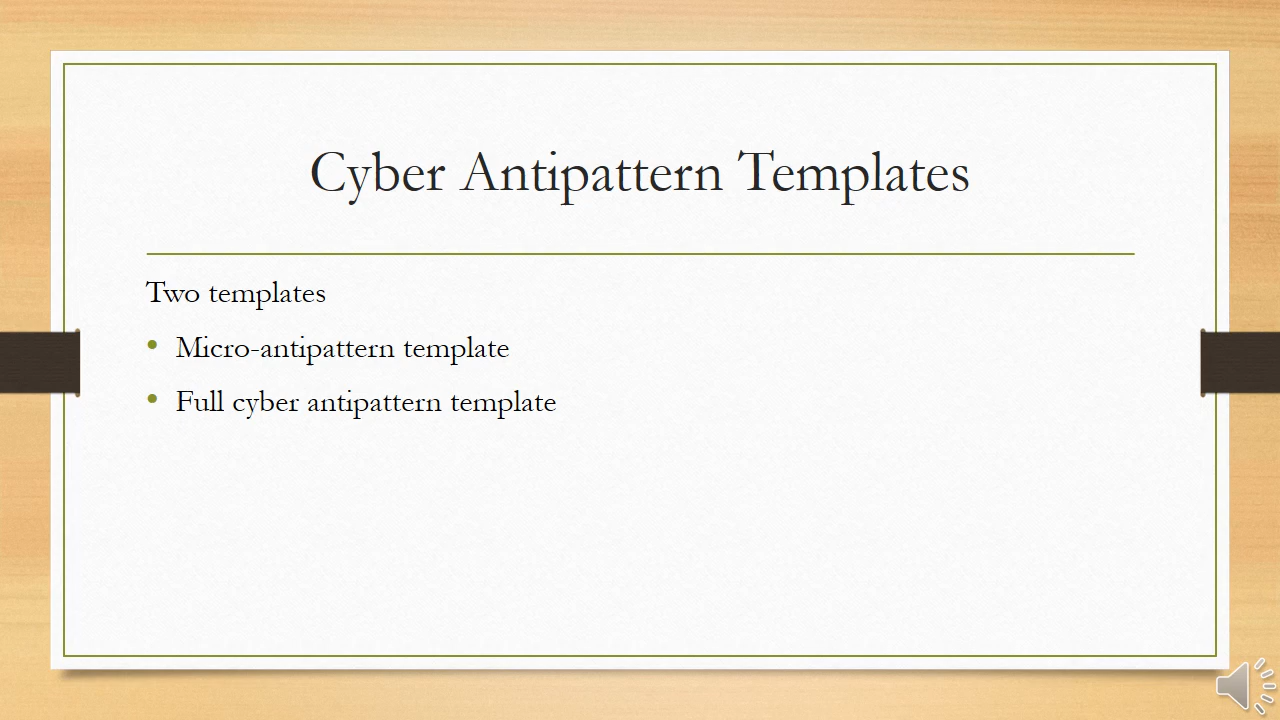 Cyber Antipattern Templates
Two templates
• Micro-antipattern template
• Full cyber antipattern template